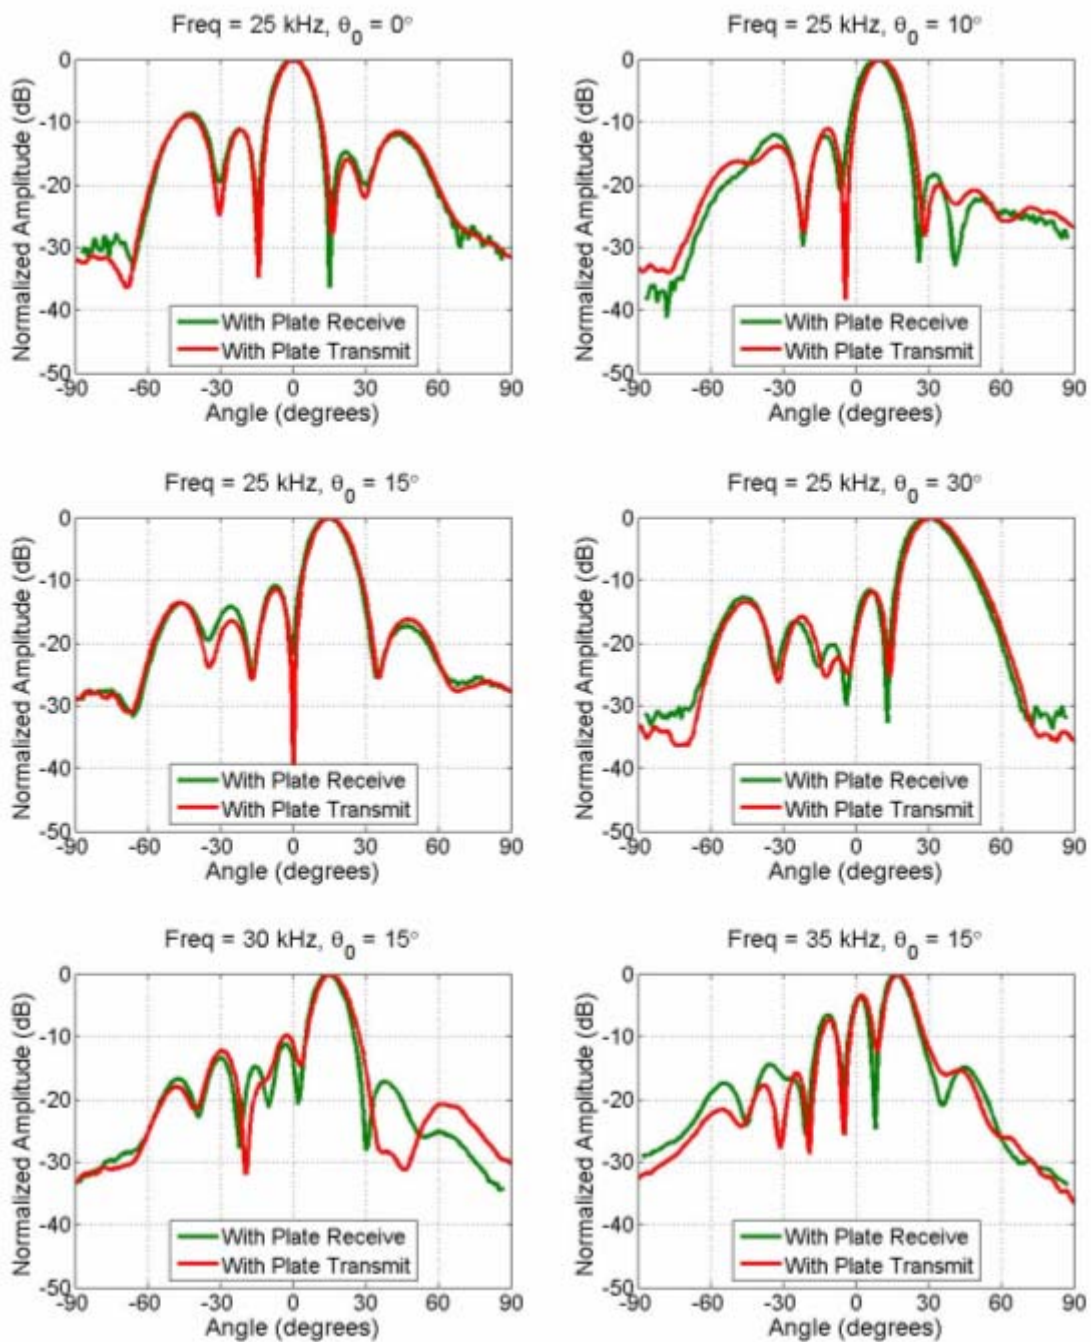 Freq = 25 kHz, θ0 = 0°
Normalized Amplitude (dB)
0
-10
-20
-30
-40
-50
With Plate Receive
With Plate Transmit
-90 -60 -30 0 30 60 90
Angle (degrees)
Freq = 25 kHz, θ0 = 10°
Normalized Amplitude (dB)
0
-10
-20
-30
-40
-50
With Plate Receive
With Plate Transmit
-90 -60 -30 0 30 60 90
Angle (degrees)
Freq = 25 kHz, θ0 = 15°
Normalized Amplitude (dB)
0
-10
-20
-30
-40
-50
With Plate Receive
With Plate Transmit
-90 -60 -30 0 30 60 90
Angle (degrees)
Freq = 25 kHz, θ0 = 30°
Normalized Amplitude (dB)
0
-10
-20
-30
-40
-50
With Plate Receive
With Plate Transmit
-90 -60 -30 0 30 60 90
Angle (degrees)
Freq = 30 kHz, θ0 = 15°
Normalized Amplitude (dB)
0
-10
-20
-30
-40
-50
With Plate Receive
With Plate Transmit
-90 -60 -30 0 30 60 90
Angle (degrees)
Freq = 35 kHz, θ0 = 15°
Normalized Amplitude (dB)
0
-10
-20
-30
-40
-50
With Plate Receive
With Plate Transmit
-90 -60 -30 0 30 60 90
Angle (degrees)